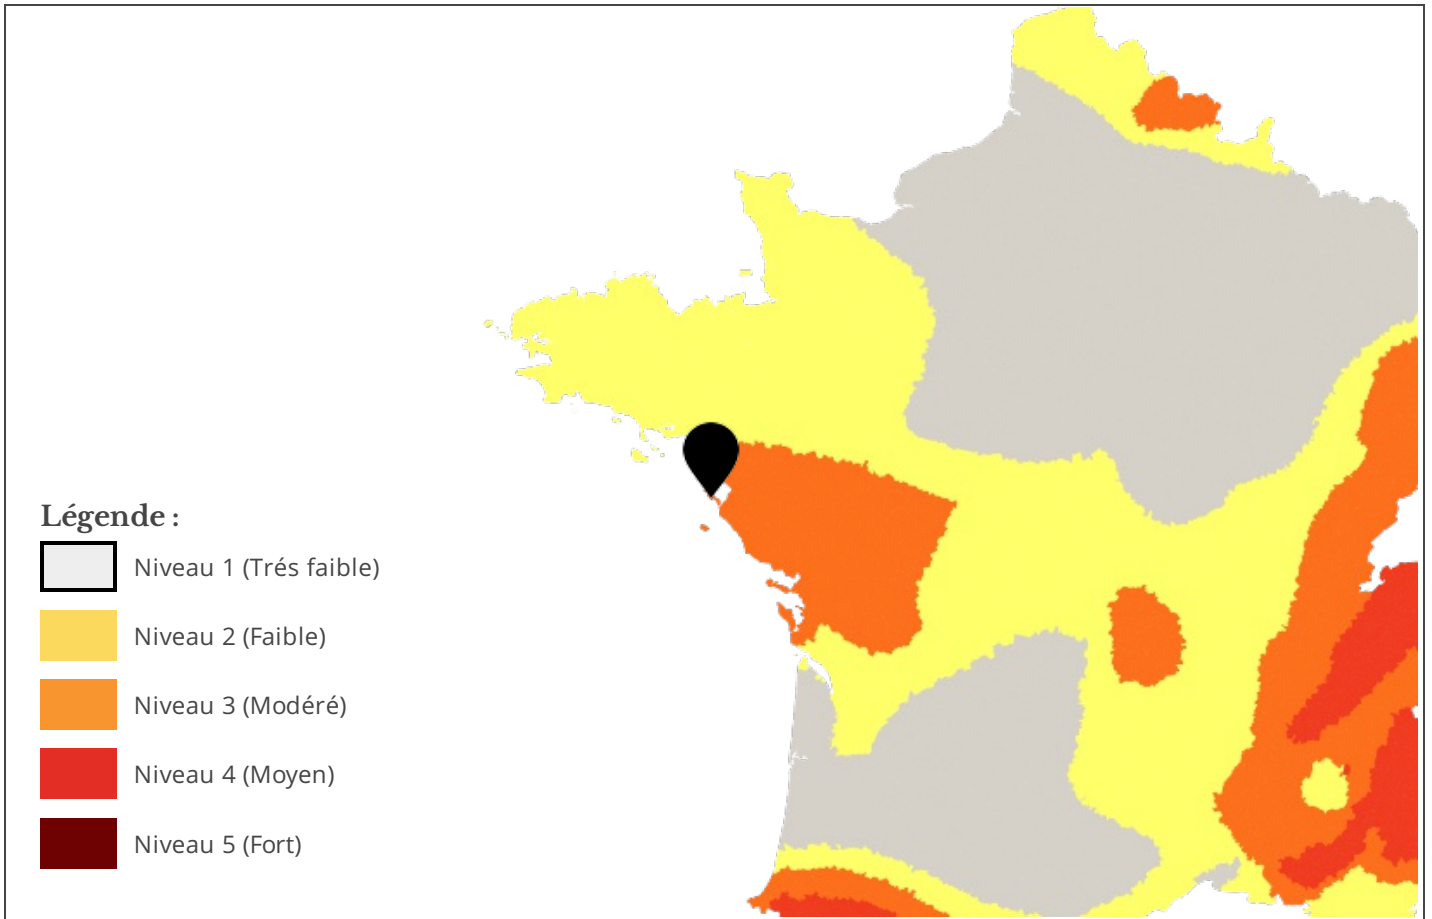 Légende :
Niveau 1 (Trés faible)
Niveau 2 (Faible)
Niveau 3 (Modéré)
Niveau 4 (Moyen)
Niveau 5 (Fort)